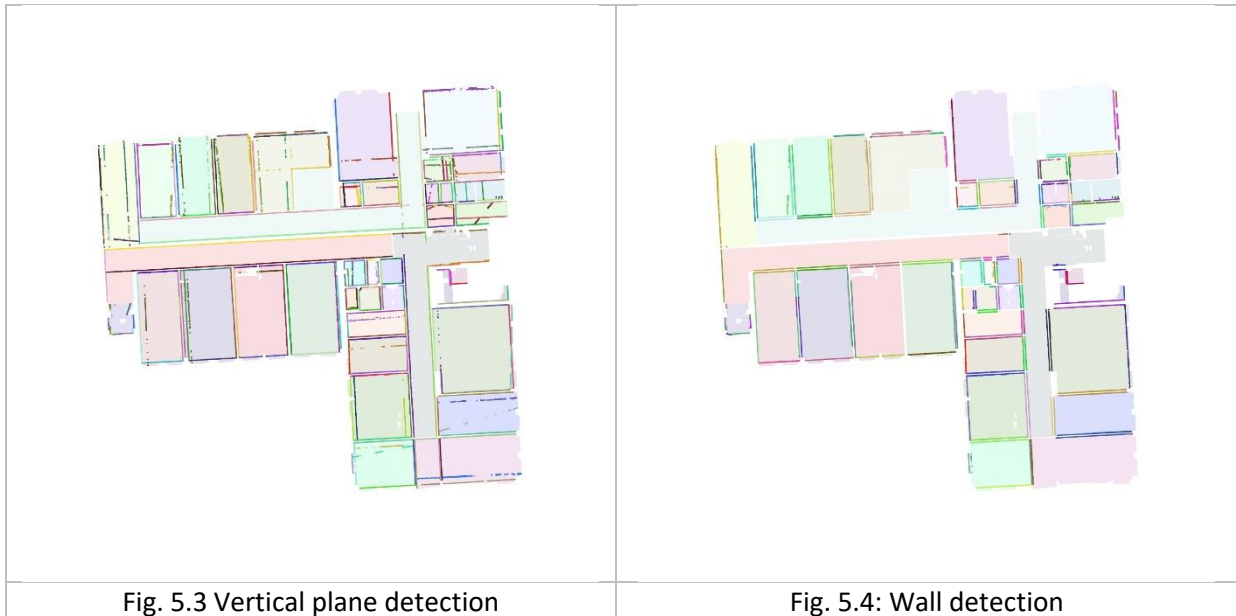 Fig. 5.3 Vertical plane detection
Fig. 5.4: Wall detection